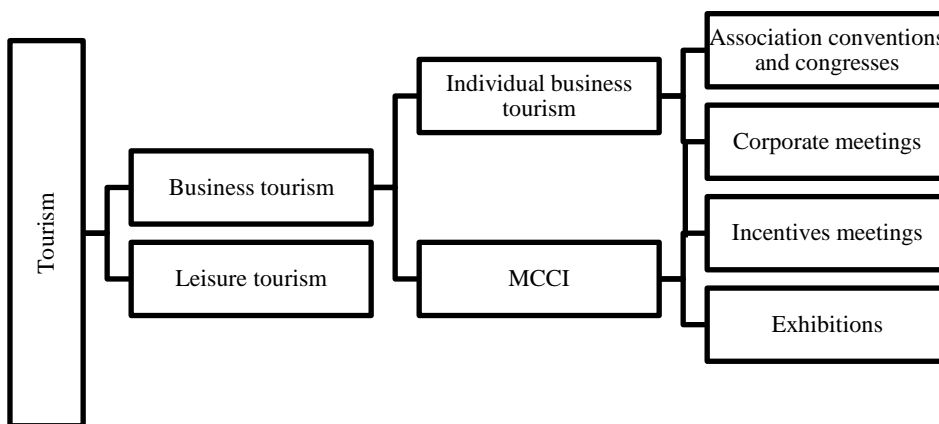 Tourism
Business tourism
Leisure tourism
Individual business
tourism
MCCI
Association conventions
and congresses
Corporate meetings
Incentives meetings
Exhibitions